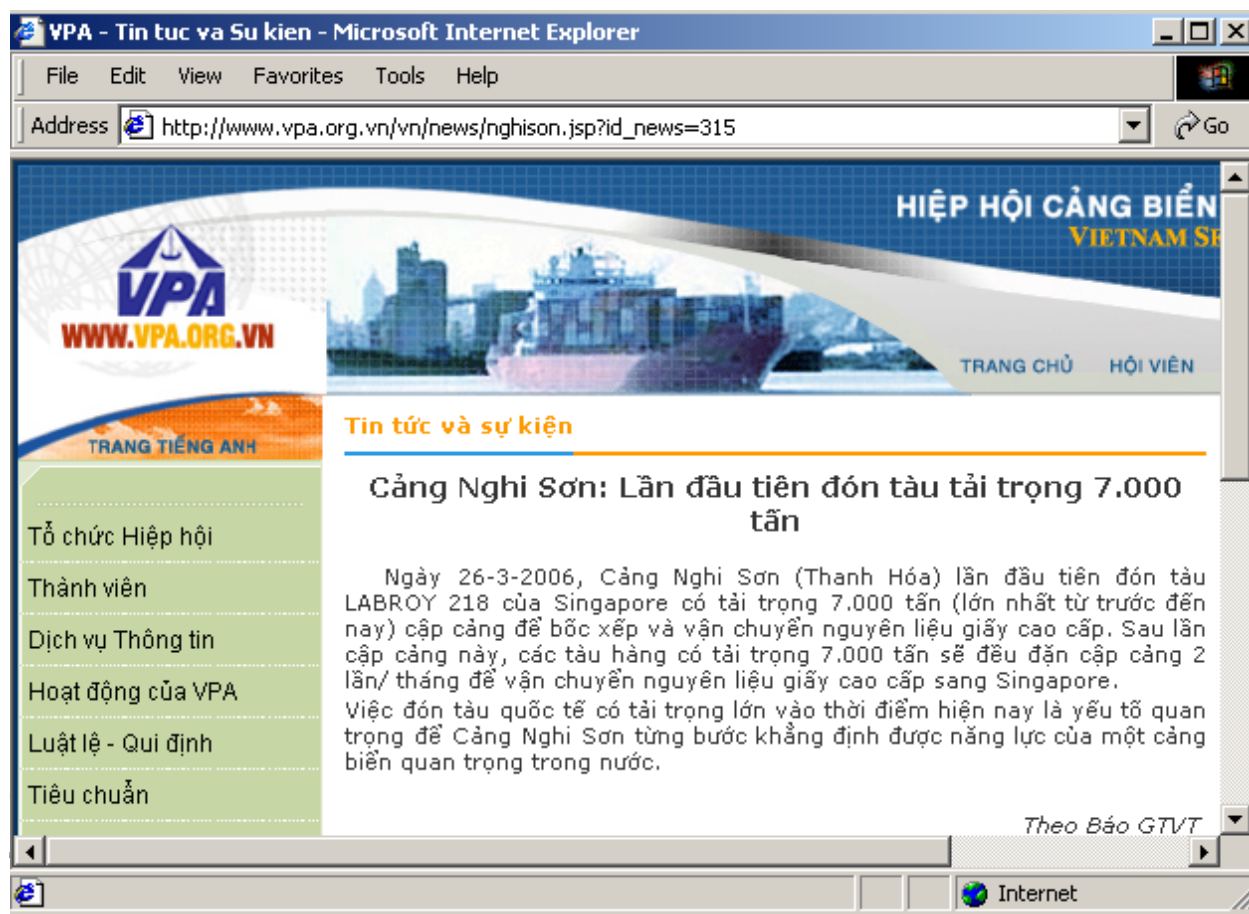 VPA - Tin tuc va Su kien - Microsoft Internet Explorer
File Edit View Favorites Tools Help
Address http://www.vpa.org.vn/vn/news/nghison.jsp?id_news=315 Go
HIỆP HỘI CẢNG BIỂN
VIETNAM SE
VPA
WWW.VPA.ORG.VN
TRANG CHỦ HỘI VIÊN
TRANG TIẾNG ANH
Tổ chức Hiệp hội
Thành viên
Dịch vụ Thông tin
Hoạt động của VPA
Luật lệ - Qui định
Tiêu chuẩn
Tin tức và sự kiện
Cảng Nghi Sơn: Lần đầu tiên đón tàu tải trọng 7.000
tấn
Ngày 26-3-2006, Cảng Nghi Sơn (Thanh Hóa) lần đầu tiên đón tàu
LABROY 218 của Singapore có tải trọng 7.000 tấn (lớn nhất từ trước đến
nay) cập cảng để bốc xếp và vận chuyển nguyên liệu giấy cao cấp. Sau lần
cập cảng này, các tàu hàng có tải trọng 7.000 tấn sẽ đều đặn cập cảng 2
lần/ tháng để vận chuyển nguyên liệu giấy cao cấp sang Singapore.
Việc đón tàu quốc tế có tải trọng lớn vào thời điểm hiện nay là yếu tố quan
trọng để Cảng Nghi Sơn từng bước khẳng định được năng lực của một cảng
biển quan trọng trong nước.
Theo Báo GTVT
Internet